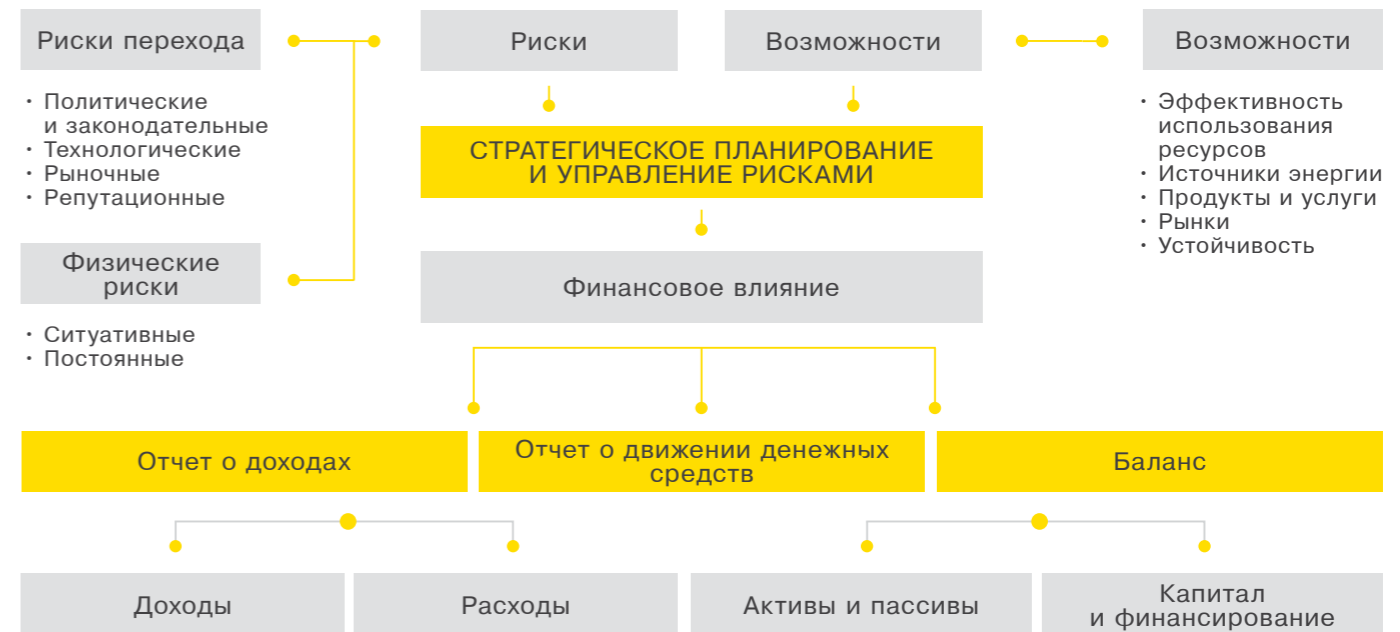 Риски перехода
Риски
Возможности
Возможности
· Политические
и законодательные
· Технологические
· Рыночные
· Репутационные
· Эффективность
использования
ресурсов
· Источники энергии
· Продукты и услуги
· Рынки
· Устойчивость
СТРАТЕГИЧЕСКОЕ ПЛАНИРОВАНИЕ
И УПРАВЛЕНИЕ РИСКАМИ
Физические
риски
· Ситуативные
· Постоянные
Финансовое влияние
Отчет о доходах
Отчет о движении денежных
средств
Баланс
Доходы
Расходы
Активы и пассивы
Капитал
и финансирование